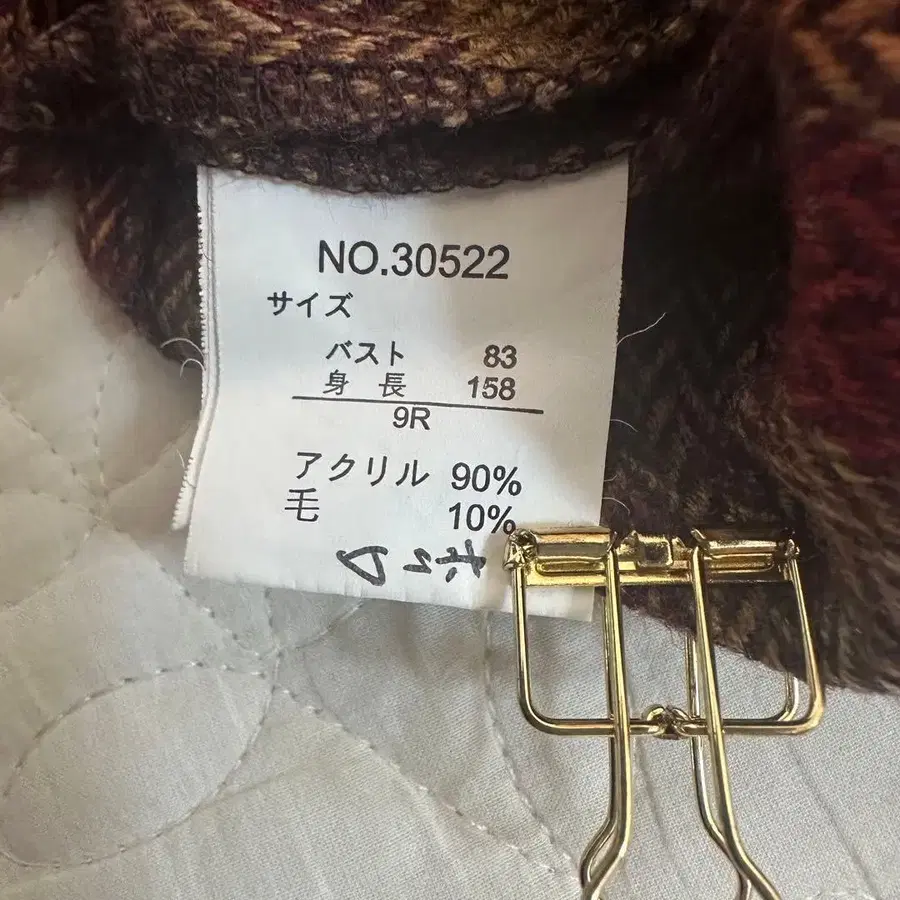 NO.30522
サイズ
バスト 83
身 長 158
9R
アクリル 90%
毛 10%